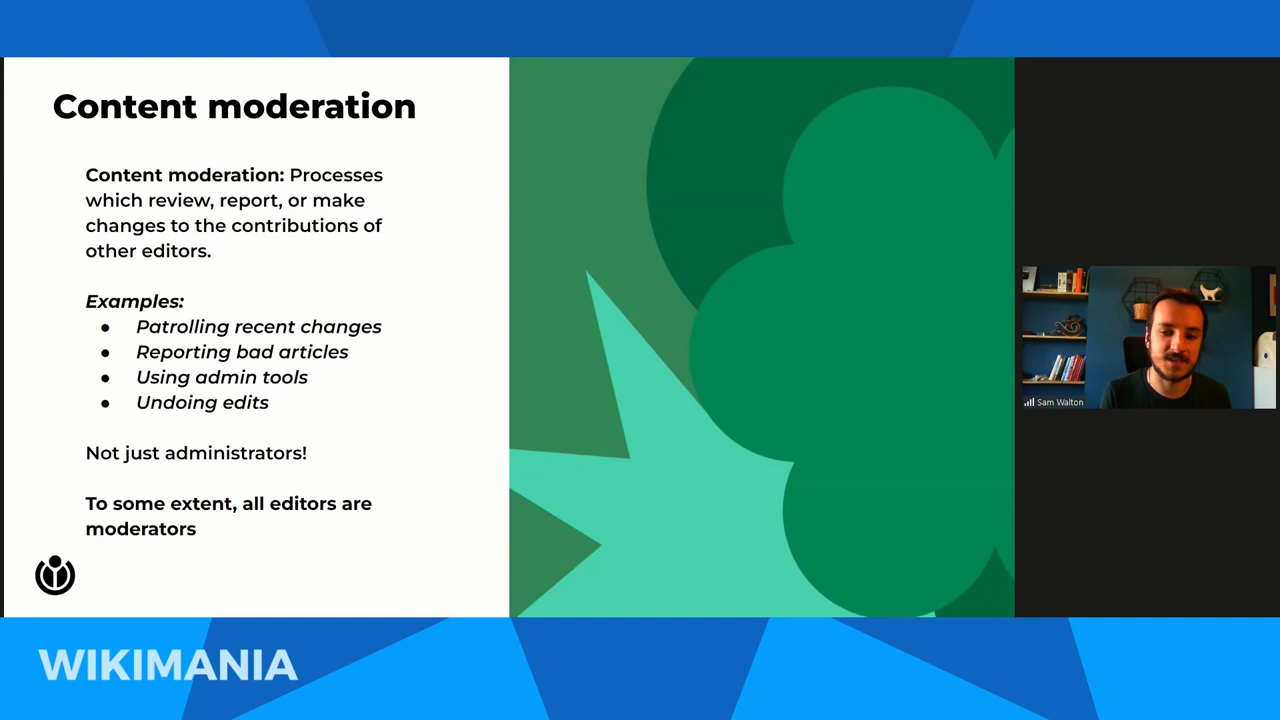 Content moderation
Content moderation: Processes
which review, report, or make
changes to the contributions of
other editors.
Examples:
● Patrolling recent changes
● Reporting bad articles
● Using admin tools
● Undoing edits
Not just administrators!
To some extent, all editors are
moderators
Sam Walton
WIKIMANIA